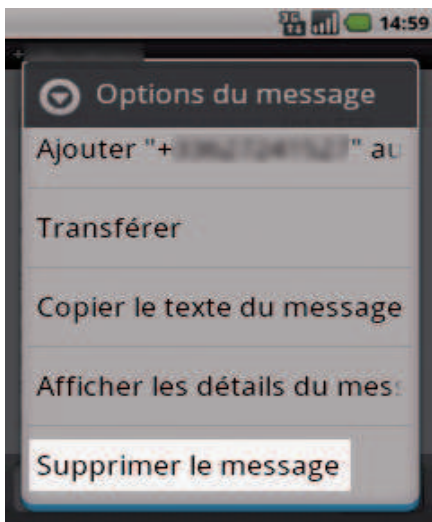 14:59
Options du message
Ajouter "+ " au
Transférer
Copier le texte du message
Afficher les détails du mes
Supprimer le message